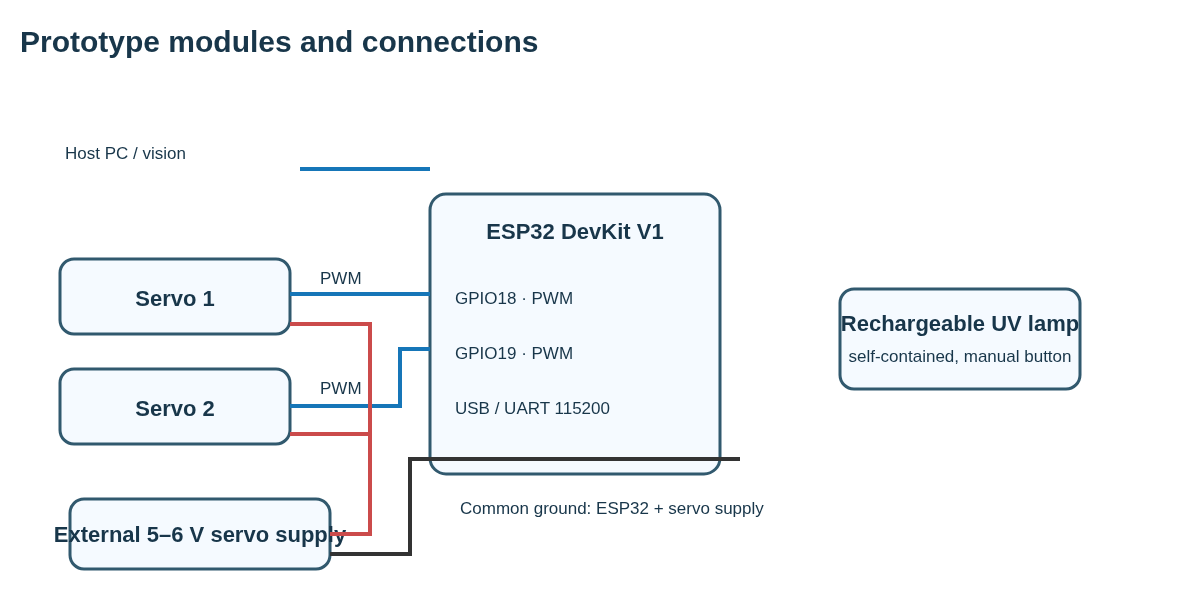 Prototype modules and connections
Host PC / vision
ESP32 DevKit V1
Servo 1
PWM
GPIO18 · PWM
GPIO19 · PWM
Servo 2
PWM
USB / UART 115200
Rechargeable UV lamp
self-contained, manual button
External 5–6 V servo supply
Common ground: ESP32 + servo supply